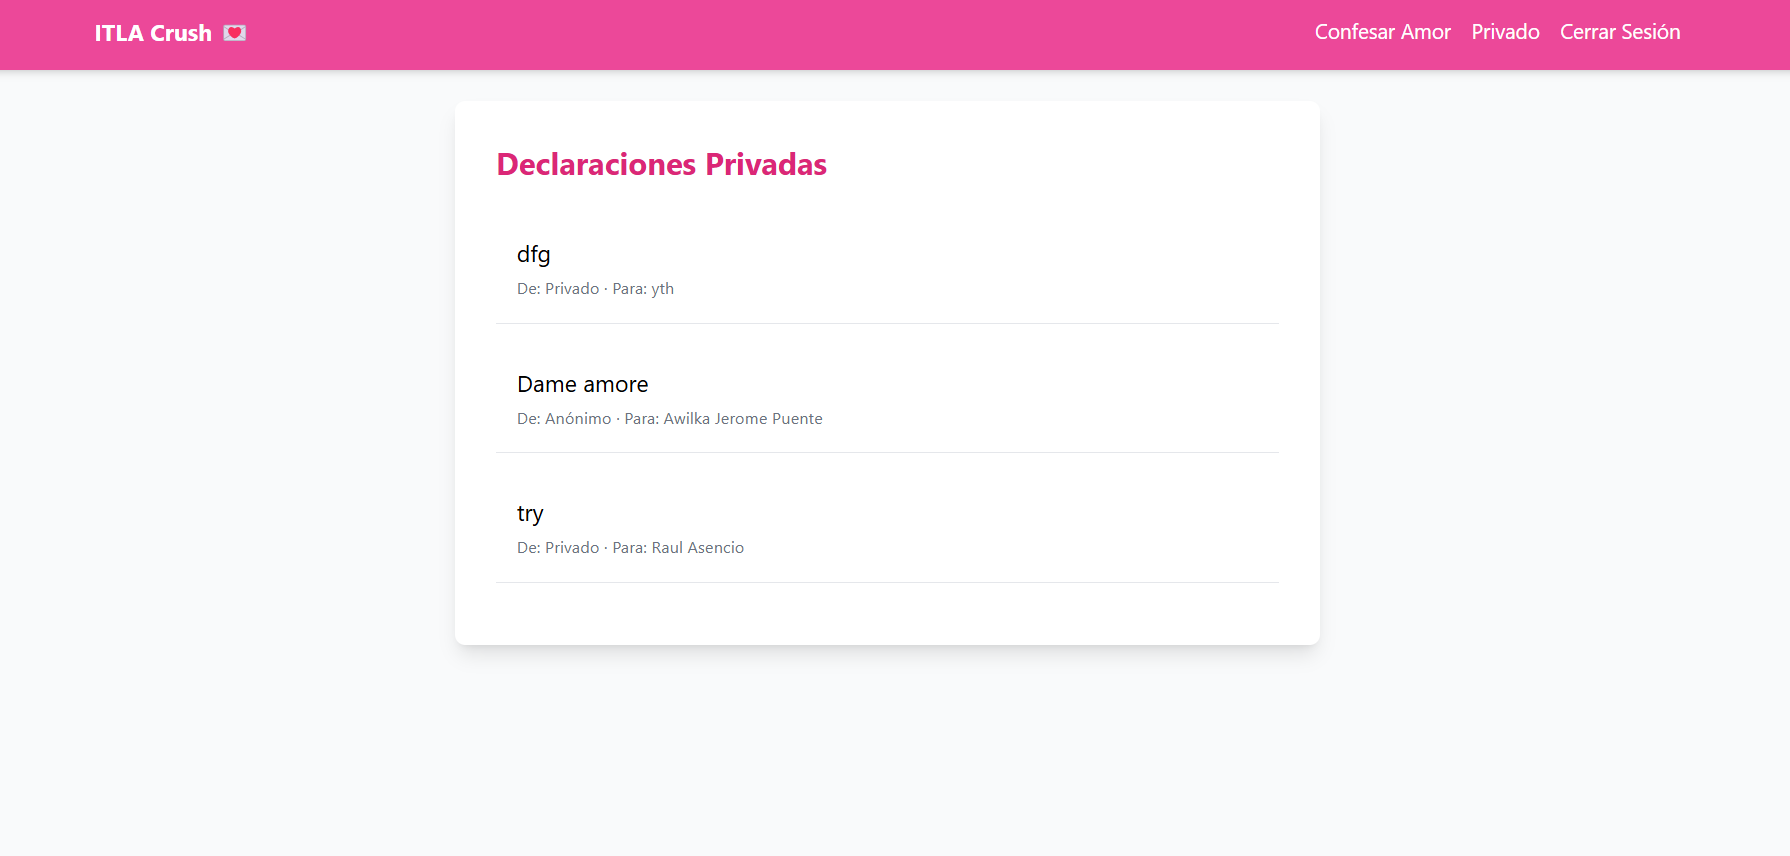 ITLA Crush
Confesar Amor Privado Cerrar Sesión
Declaraciones Privadas
dfg
De: Privado · Para: yth
Dame amore
De: Anónimo · Para: Awilka Jerome Puente
try
De: Privado · Para: Raul Asencio